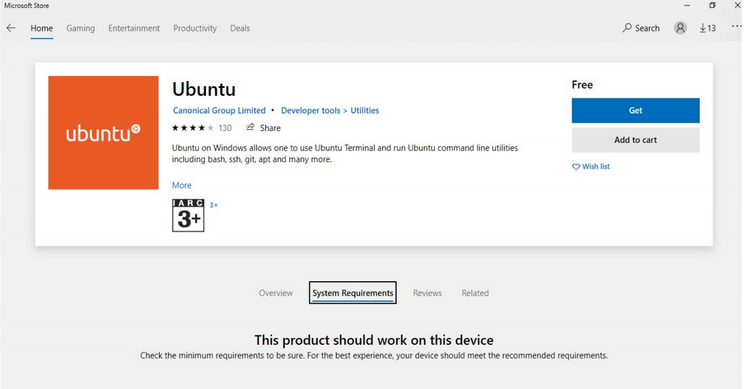 Microsoft Store
Home Gaming Entertainment Productivity Deals Search 13
ubuntu
Ubuntu
Canonical Group Limited • Developer tools > Utilities
130 Share
Ubuntu on Windows allows one to use Ubuntu Terminal and run Ubuntu command line utilities
including bash, ssh, git, apt and many more.
More
IARC
3+
3+
Free
Get
Add to cart
Wish list
Overview System Requirements Reviews Related
This product should work on this device
Check the minimum requirements to be sure. For the best experience, your device should meet the recommended requirements.